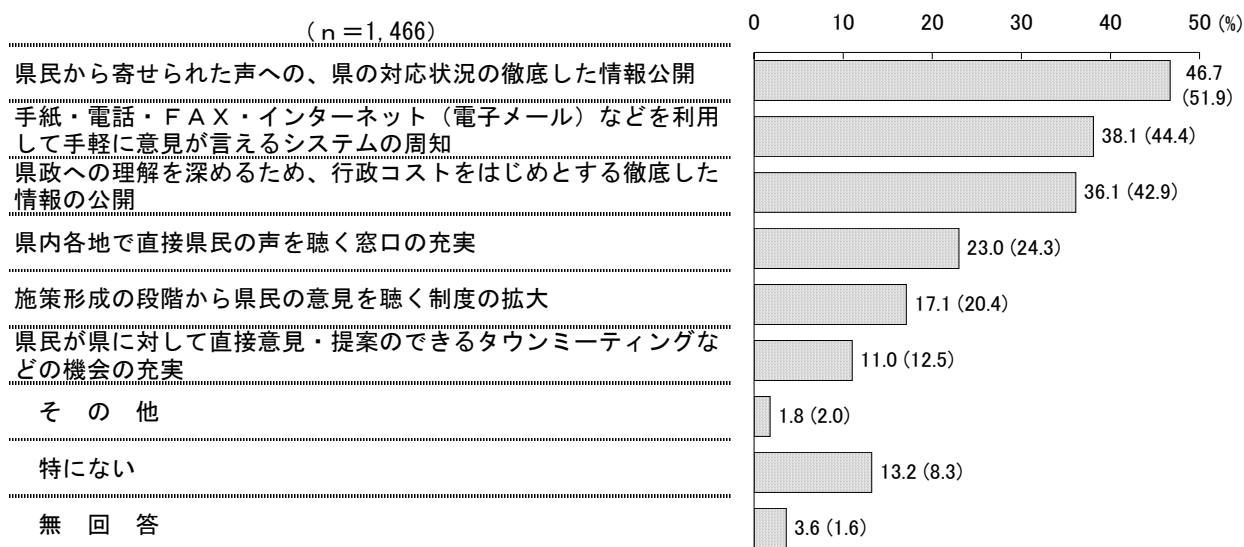 (n=1,466)
0 10 20 30 40 50 (%)
県民から寄せられた声への、県の対応状況の徹底した情報公開
46.7
(51.9)
手紙・電話・FAX・インターネット(電子メール)などを利用
して手軽に意見が言えるシステムの周知
38.1 (44.4)
県政への理解を深めるため、行政コストをはじめとする徹底した
情報の公開
36.1 (42.9)
県内各地で直接県民の声を聴く窓口の充実
23.0 (24.3)
施策形成の段階から県民の意見を聴く制度の拡大
17.1 (20.4)
県民が県に対して直接意見・提案のできるタウンミーティングな
どの機会の充実
11.0 (12.5)
そ の 他
1.8 (2.0)
特にない
13.2 (8.3)
無 回 答
3.6 (1.6)